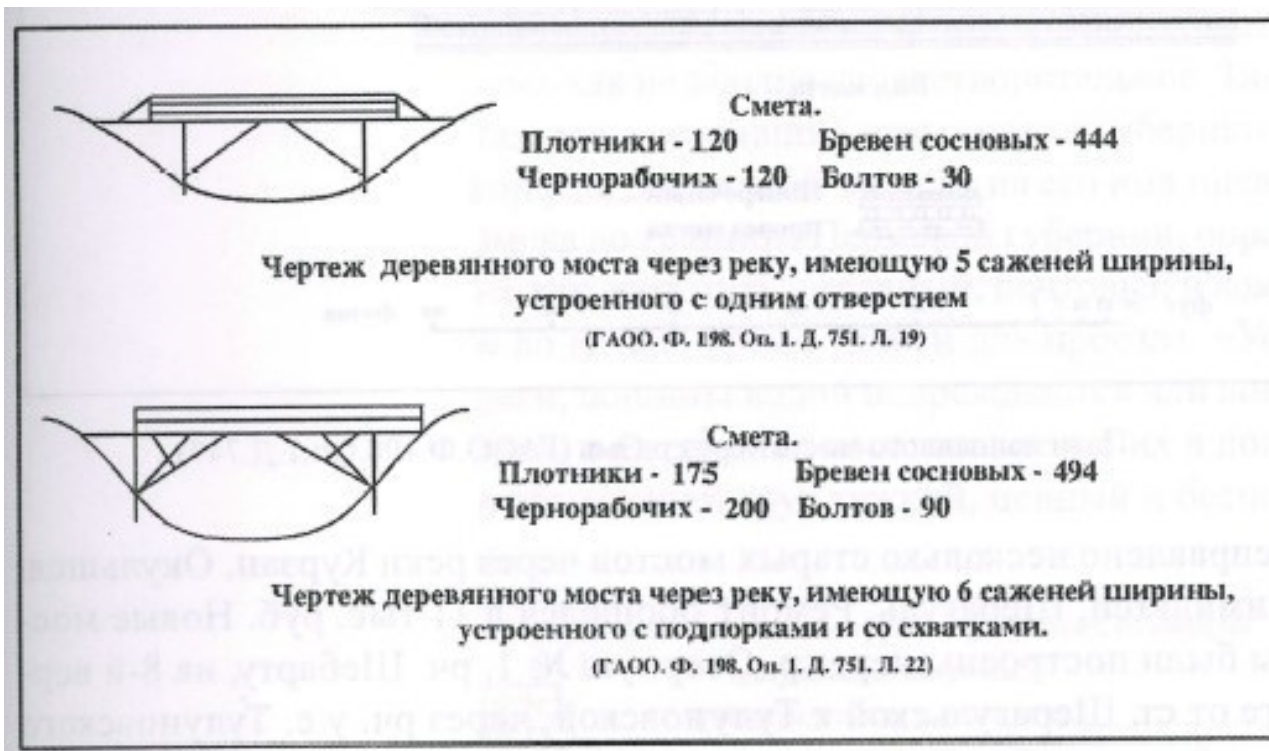 Смета.
Плотники - 120 Бревен сосновых - 444
Чернорабочих - 120 Болтов - 30
Чертеж деревянного моста через реку, имеющую 5 саженей ширины,
устроенного с одним отверстием
(ГАОО. Ф. 198. Оп. 1. Д. 751. Л. 19)
Смета.
Плотники - 175 Бревен сосновых - 494
Чернорабочих - 200 Болтов - 90
Чертеж деревянного моста через реку, имеющую 6 саженей ширины,
устроенного с подпорками и со схватками.
(ГАОО. Ф. 198. Оп. 1. Д. 751. Л. 22)